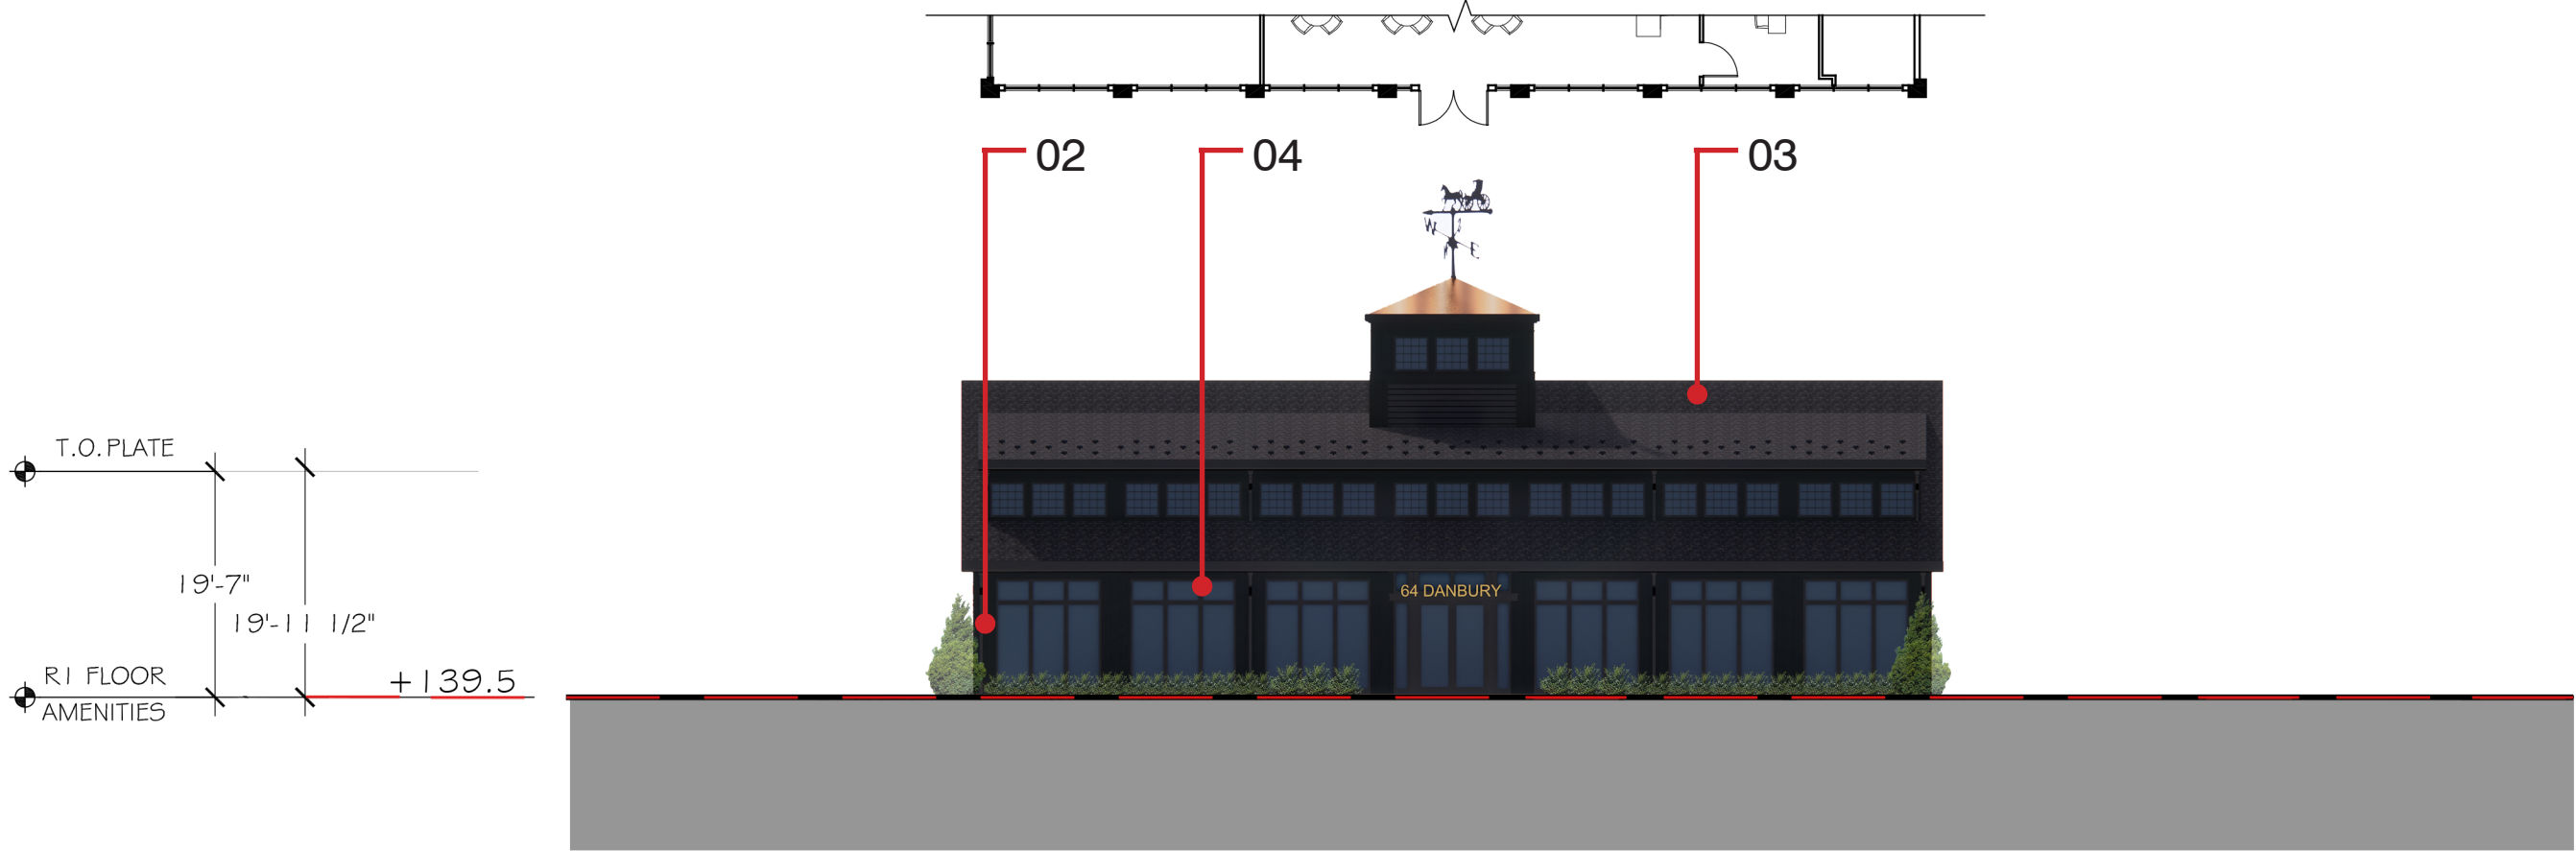 02
04
03
W
E
T.O. PLATE
19'-7"
19'-11 1/2"
64 DANBURY
R1 FLOOR
+139.5
AMENITIES